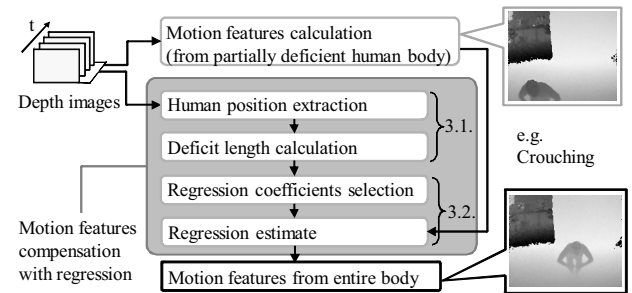 t
Motion features calculation
(from partially deficient human body)
Depth images
Human position extraction
Deficit length calculation
3.1.
e.g.
Crouching
Regression coefficients selection
Regression estimate
3.2.
Motion features
compensation
with regression
Motion features from entire body